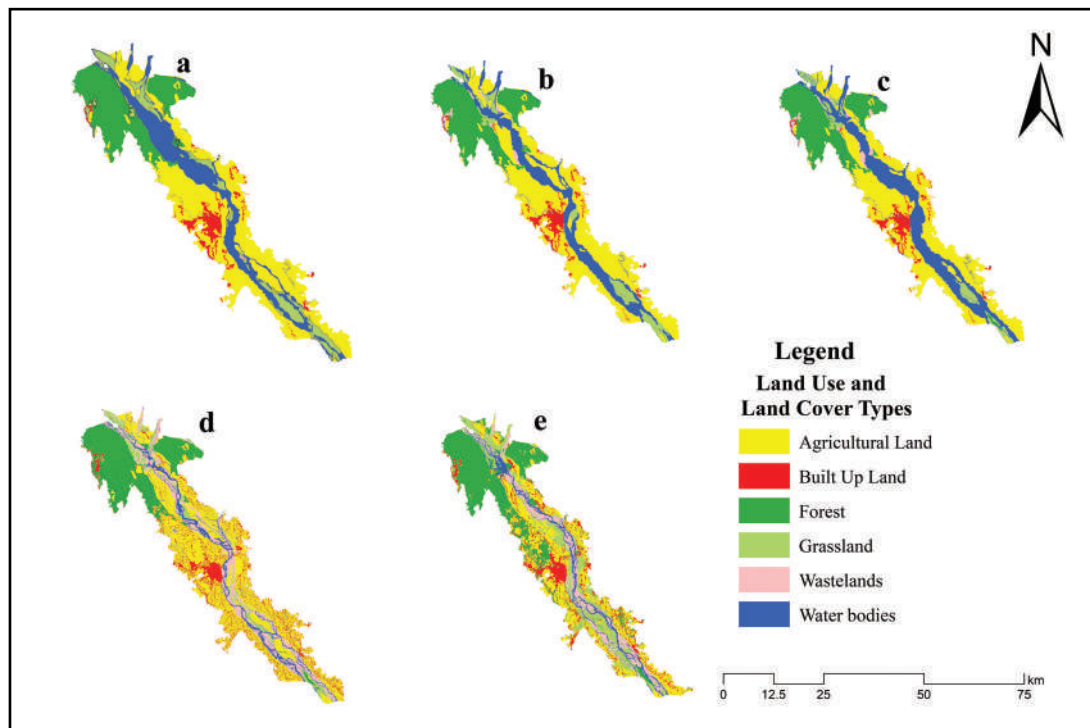 N
a
b
c
d
e
Legend
Land Use and
Land Cover Types
Agricultural Land
Built Up Land
Forest
Grassland
Wastelands
Water bodies
km
0 12.5 25 50 75